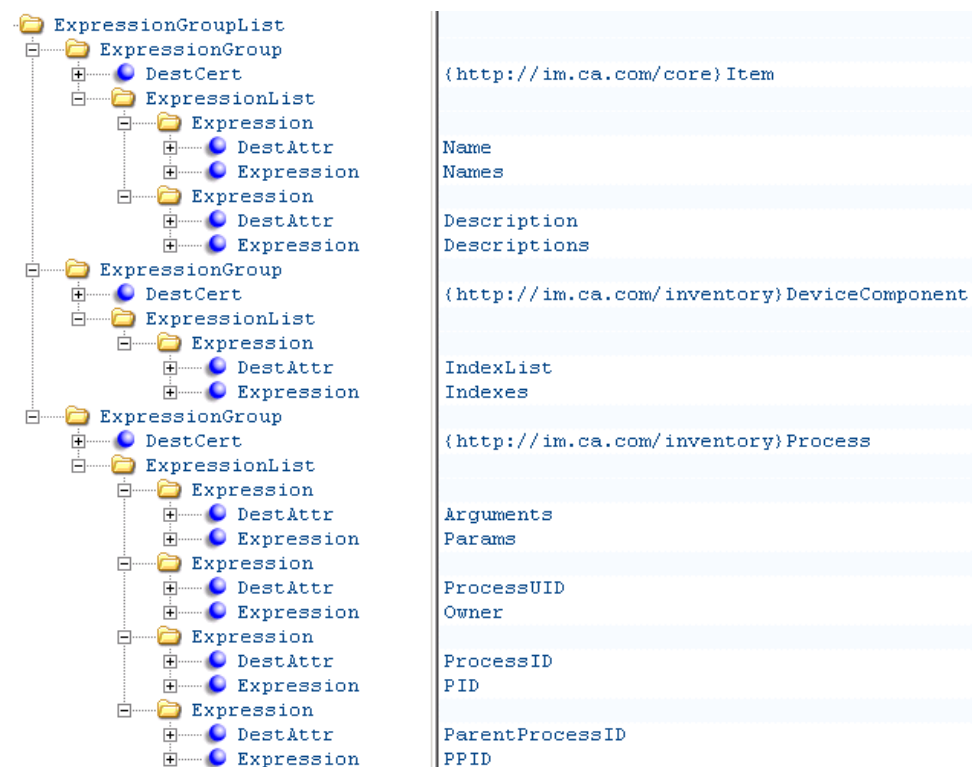 ExpressionGroupList
ExpressionGroup
DestCert {http://im.ca.com/core}Item
ExpressionList
Expression
DestAttr Name
Expression Names
Expression
DestAttr Description
Expression Descriptions
ExpressionGroup
DestCert {http://im.ca.com/inventory}DeviceComponent
ExpressionList
Expression
DestAttr IndexList
Expression Indexes
ExpressionGroup
DestCert {http://im.ca.com/inventory}Process
ExpressionList
Expression
DestAttr Arguments
Expression Params
Expression
DestAttr ProcessUID
Expression Owner
Expression
DestAttr ProcessID
Expression PID
Expression
DestAttr ParentProcessID
Expression PPID